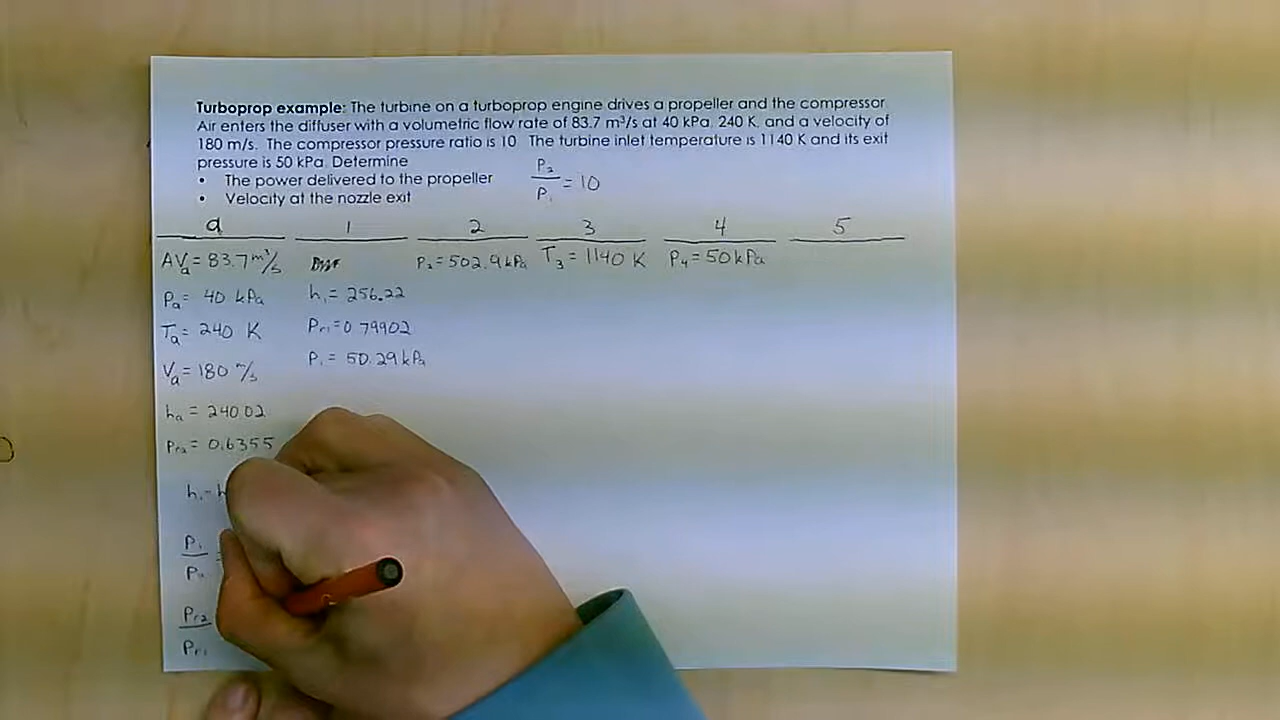 Turboprop example: The turbine on a turboprop engine drives a propeller and the compressor
Air enters the diffuser with a volumetric flow rate of 83.7 m³/s at 40 kPa, 240 K, and a velocity of
180 m/s. The compressor pressure ratio is 10 The turbine inlet temperature is 1140 K and its exit
pressure is 50 kPa. Determine
• The power delivered to the propeller
• Velocity at the nozzle exit
P₂/P₁ = 10
a 1 2 3 4 5
AVₐ = 83.7 m³/s P₂ = 502.9 kPa T₃ = 1140 K P₄ = 50 kPa
Pₐ = 40 kPa h₁ = 256.22
Tₐ = 240 K Pr₁ = 0.79902
Vₐ = 180 m/s P₁ = 50.29 kPa
hₐ = 240.02
Prₐ = 0.6355
h₁ - h
P₁/Pₐ =
Pr₂/Pr₁